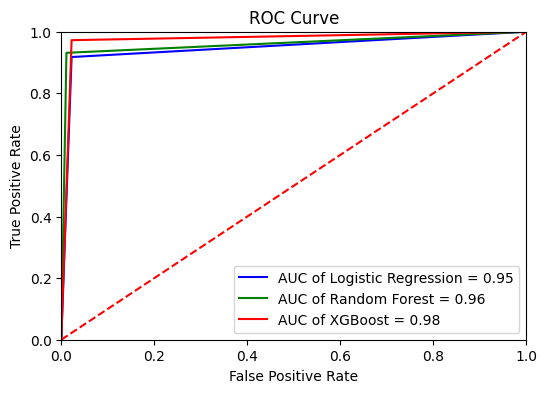 ROC Curve
True Positive Rate
1.0
0.8
0.6
0.4
0.2
0.0
0.0 0.2 0.4 0.6 0.8 1.0
False Positive Rate
AUC of Logistic Regression = 0.95
AUC of Random Forest = 0.96
AUC of XGBoost = 0.98